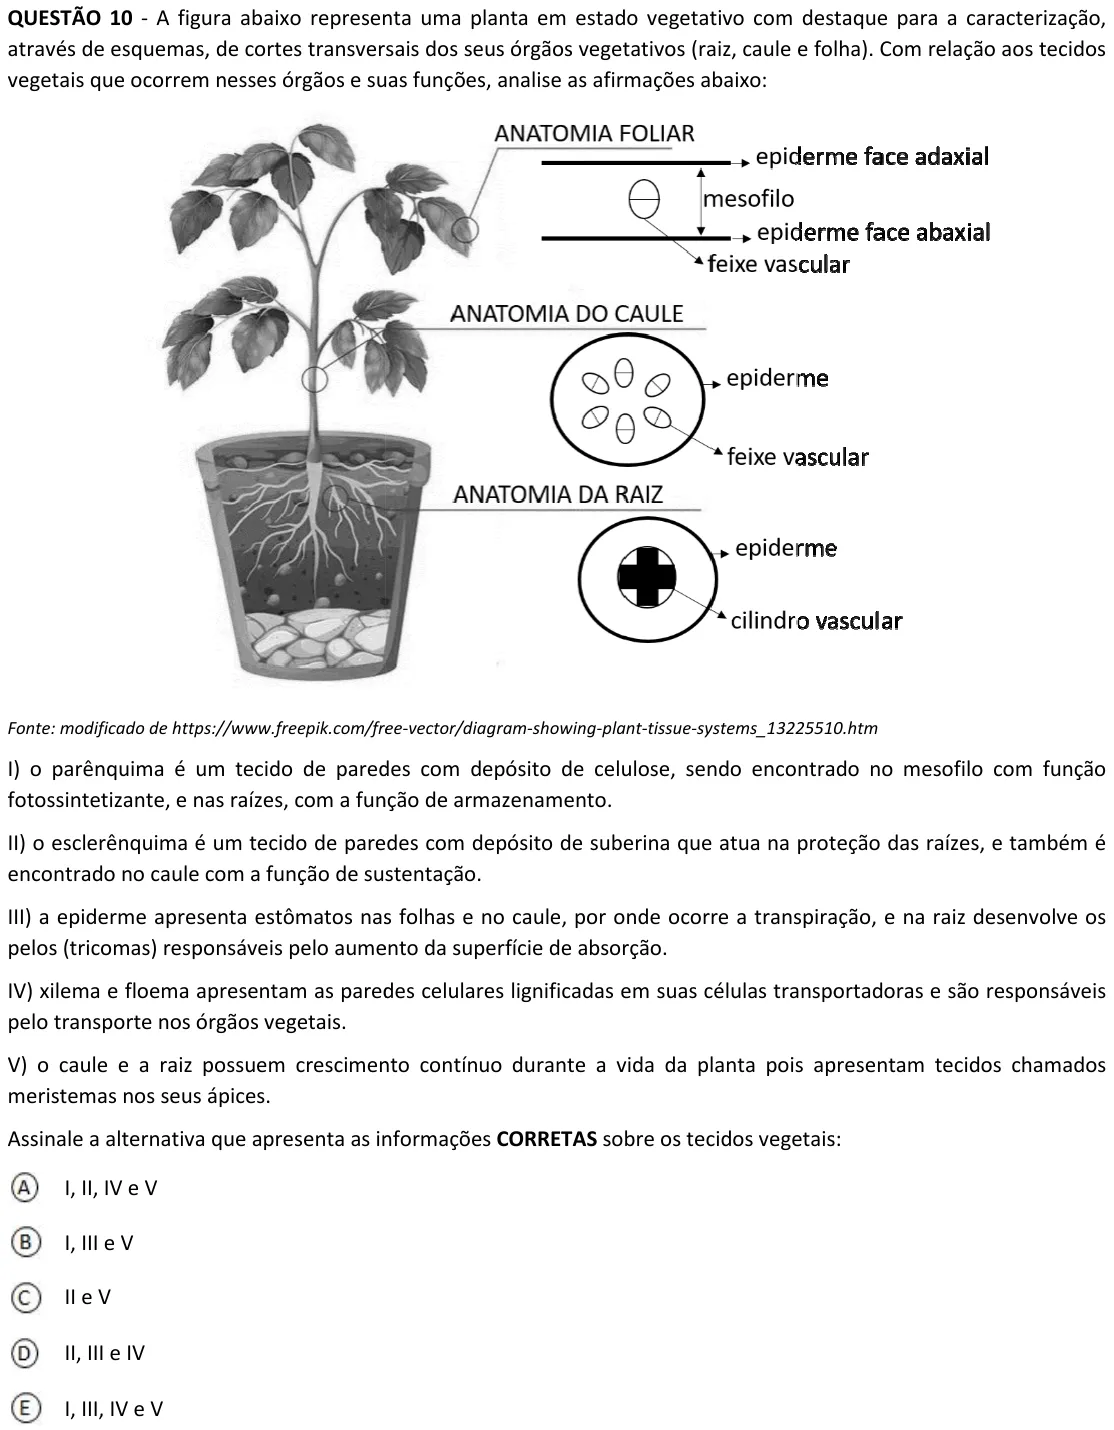 QUESTÃO 10 - A figura abaixo representa uma planta em estado vegetativo com destaque para a caracterização,
através de esquemas, de cortes transversais dos seus órgãos vegetativos (raiz, caule e folha). Com relação aos tecidos
vegetais que ocorrem nesses órgãos e suas funções, analise as afirmações abaixo:
ANATOMIA FOLIAR
epiderme face adaxial
mesofilo
epiderme face abaxial
feixe vascular
ANATOMIA DO CAULE
epiderme
feixe vascular
ANATOMIA DA RAIZ
epiderme
cilindro vascular
Fonte: modificado de https://www.freepik.com/free-vector/diagram-showing-plant-tissue-systems_13225510.htm
I) o parênquima é um tecido de paredes com depósito de celulose, sendo encontrado no mesofilo com função
fotossintetizante, e nas raízes, com a função de armazenamento.
II) o esclerênquima é um tecido de paredes com depósito de suberina que atua na proteção das raízes, e também é
encontrado no caule com a função de sustentação.
III) a epiderme apresenta estômatos nas folhas e no caule, por onde ocorre a transpiração, e na raiz desenvolve os
pelos (tricomas) responsáveis pelo aumento da superfície de absorção.
IV) xilema e floema apresentam as paredes celulares lignificadas em suas células transportadoras e são responsáveis
pelo transporte nos órgãos vegetais.
V) o caule e a raiz possuem crescimento contínuo durante a vida da planta pois apresentam tecidos chamados
meristemas nos seus ápices.
Assinale a alternativa que apresenta as informações CORRETAS sobre os tecidos vegetais:
A I, II, IV e V
B I, III e V
C II e V
D II, III e IV
E I, III, IV e V